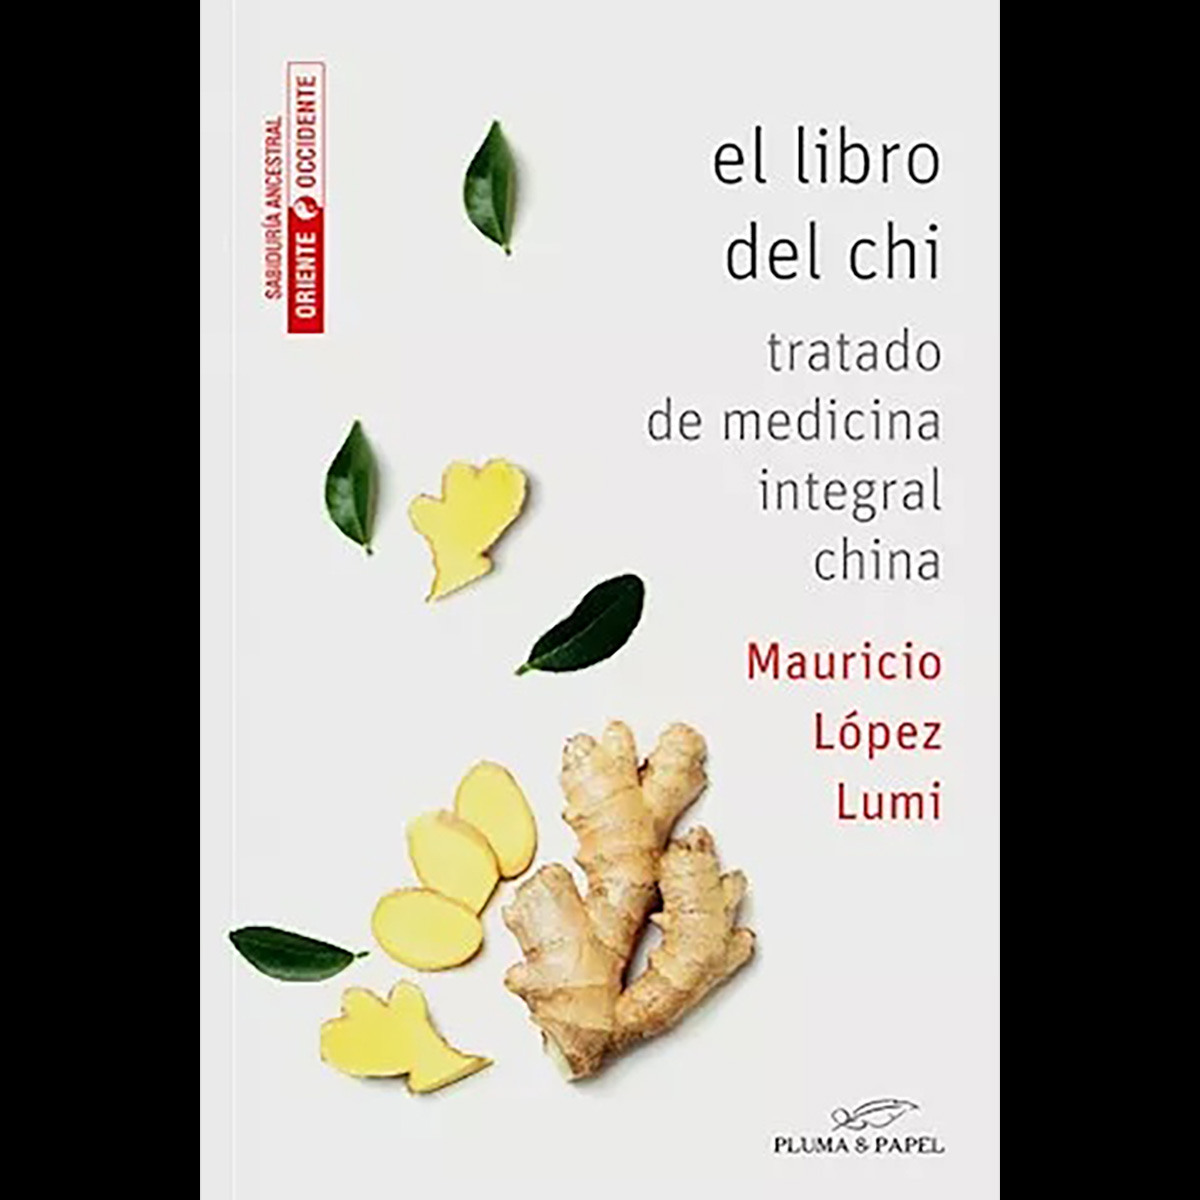 SABIDURÍA ANCESTRAL
ORIENTE OCCIDENTE
el libro
del chi
tratado
de medicina
integral
china
Mauricio
López
Lumi
PLUMA & PAPEL